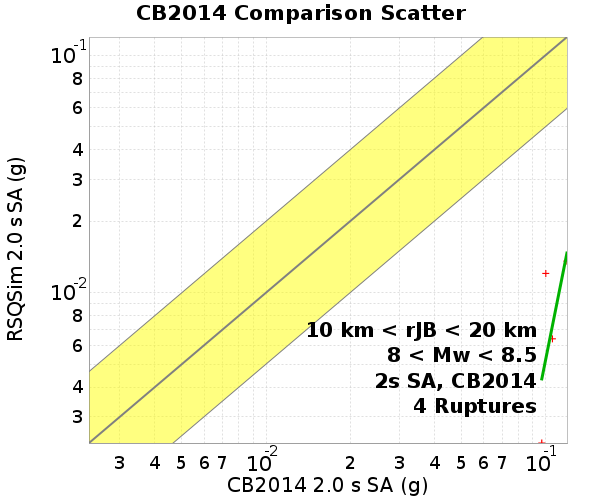 CB2014 Comparison Scatter
RSQSim 2.0 s SA (g)
10-1
8
6
4
3
2
10-2
8
6
4
3
10 km < rJB < 20 km
8 < Mw < 8.5
2s SA, CB2014
4 Ruptures
3 4 5 6 7 10-2 2 3 4 5 6 7 10-1
CB2014 2.0 s SA (g)